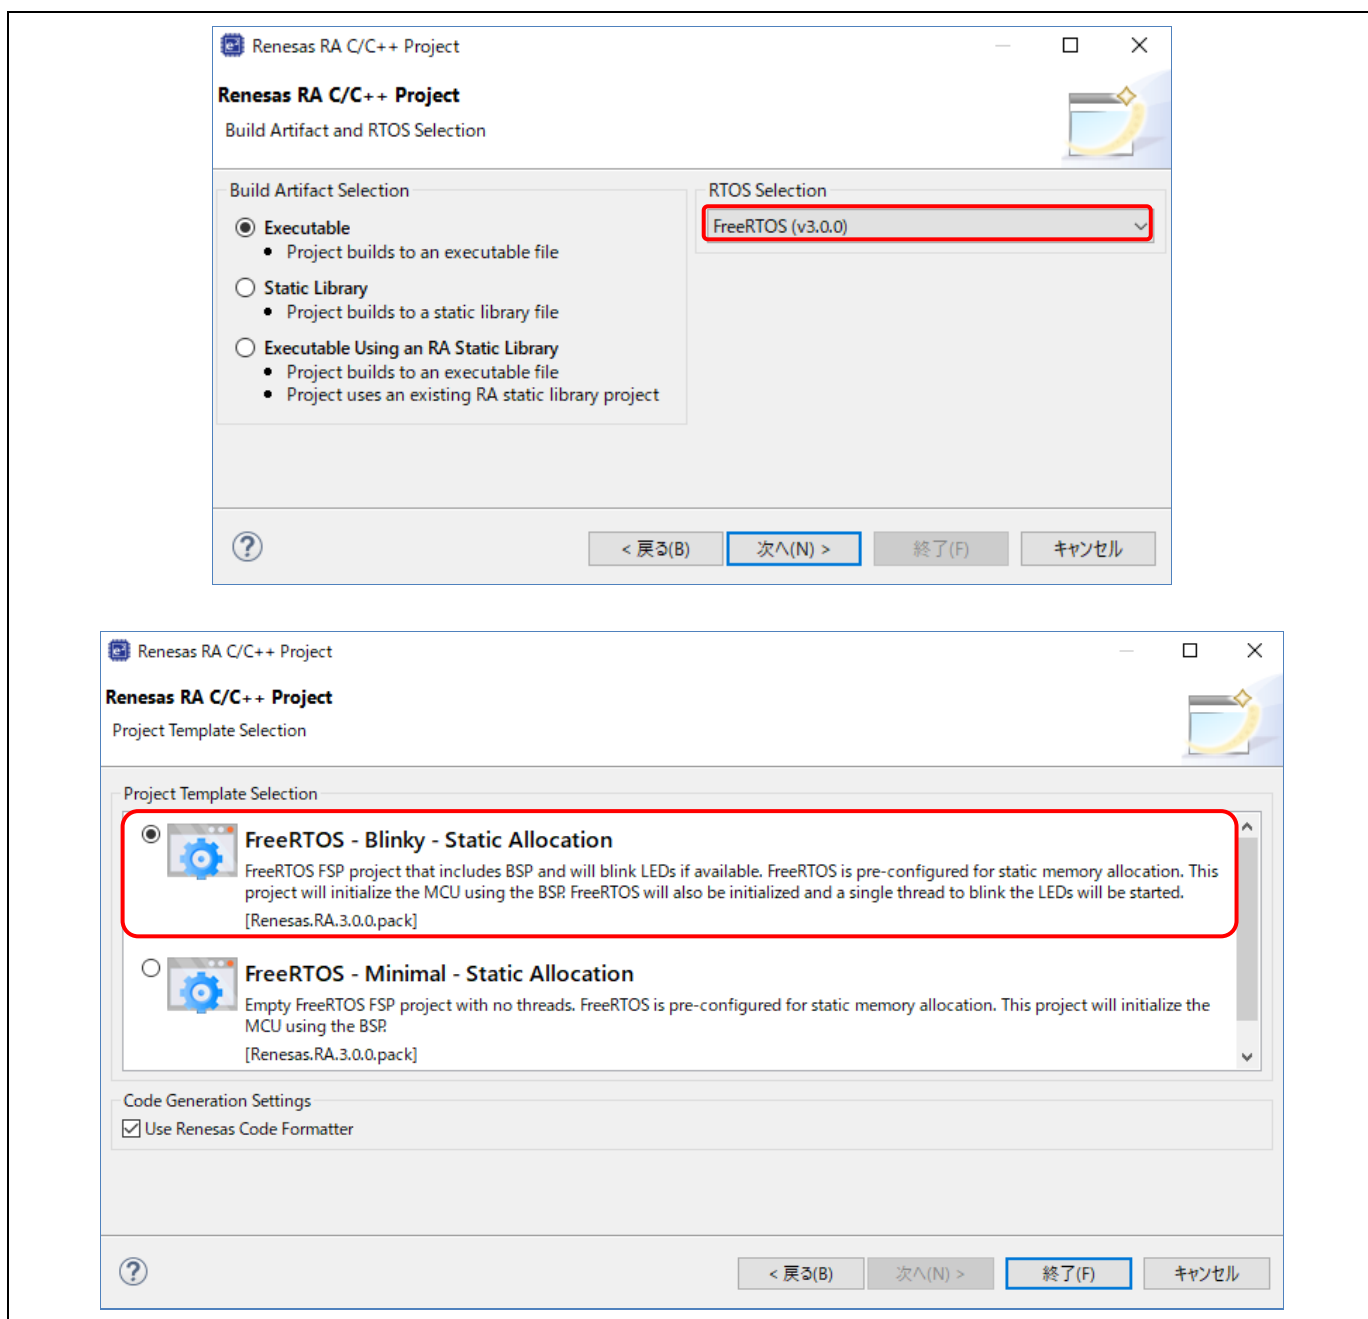 Renesas RA C/C++ Project
Renesas RA C/C++ Project
Build Artifact and RTOS Selection
Build Artifact Selection
Executable
• Project builds to an executable file
Static Library
• Project builds to a static library file
Executable Using an RA Static Library
• Project builds to an executable file
• Project uses an existing RA static library project
RTOS Selection
FreeRTOS (v3.0.0)
< 戻る(B)
次へ(N) >
終了(F)
キャンセル
Renesas RA C/C++ Project
Renesas RA C/C++ Project
Project Template Selection
Project Template Selection
FreeRTOS - Blinky - Static Allocation
FreeRTOS FSP project that includes BSP and will blink LEDs if available. FreeRTOS is pre-configured for static memory allocation. This
project will initialize the MCU using the BSP. FreeRTOS will also be initialized and a single thread to blink the LEDs will be started.
[Renesas.RA.3.0.0.pack]
FreeRTOS - Minimal - Static Allocation
Empty FreeRTOS FSP project with no threads. FreeRTOS is pre-configured for static memory allocation. This project will initialize the
MCU using the BSP.
[Renesas.RA.3.0.0.pack]
Code Generation Settings
Use Renesas Code Formatter
< 戻る(B)
次へ(N) >
終了(F)
キャンセル